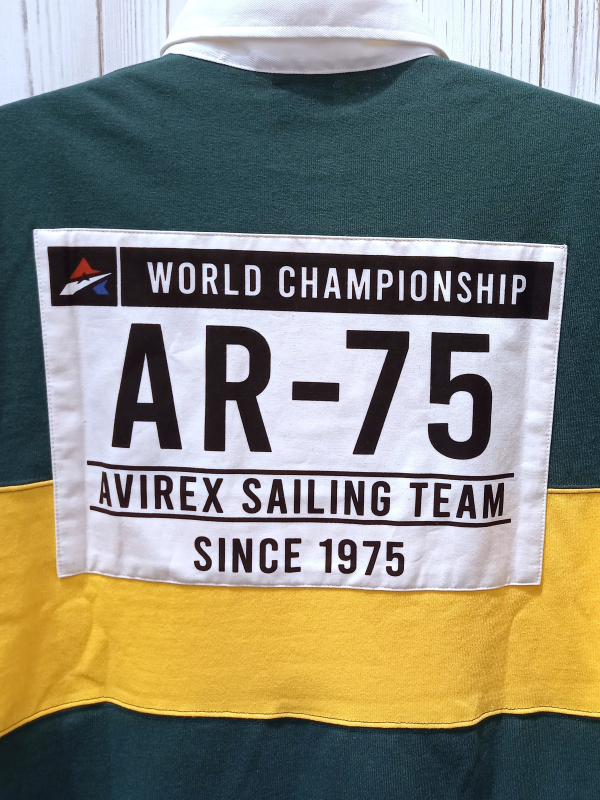 WORLD CHAMPIONSHIP
AR-75
AVIREX SAILING TEAM
SINCE 1975